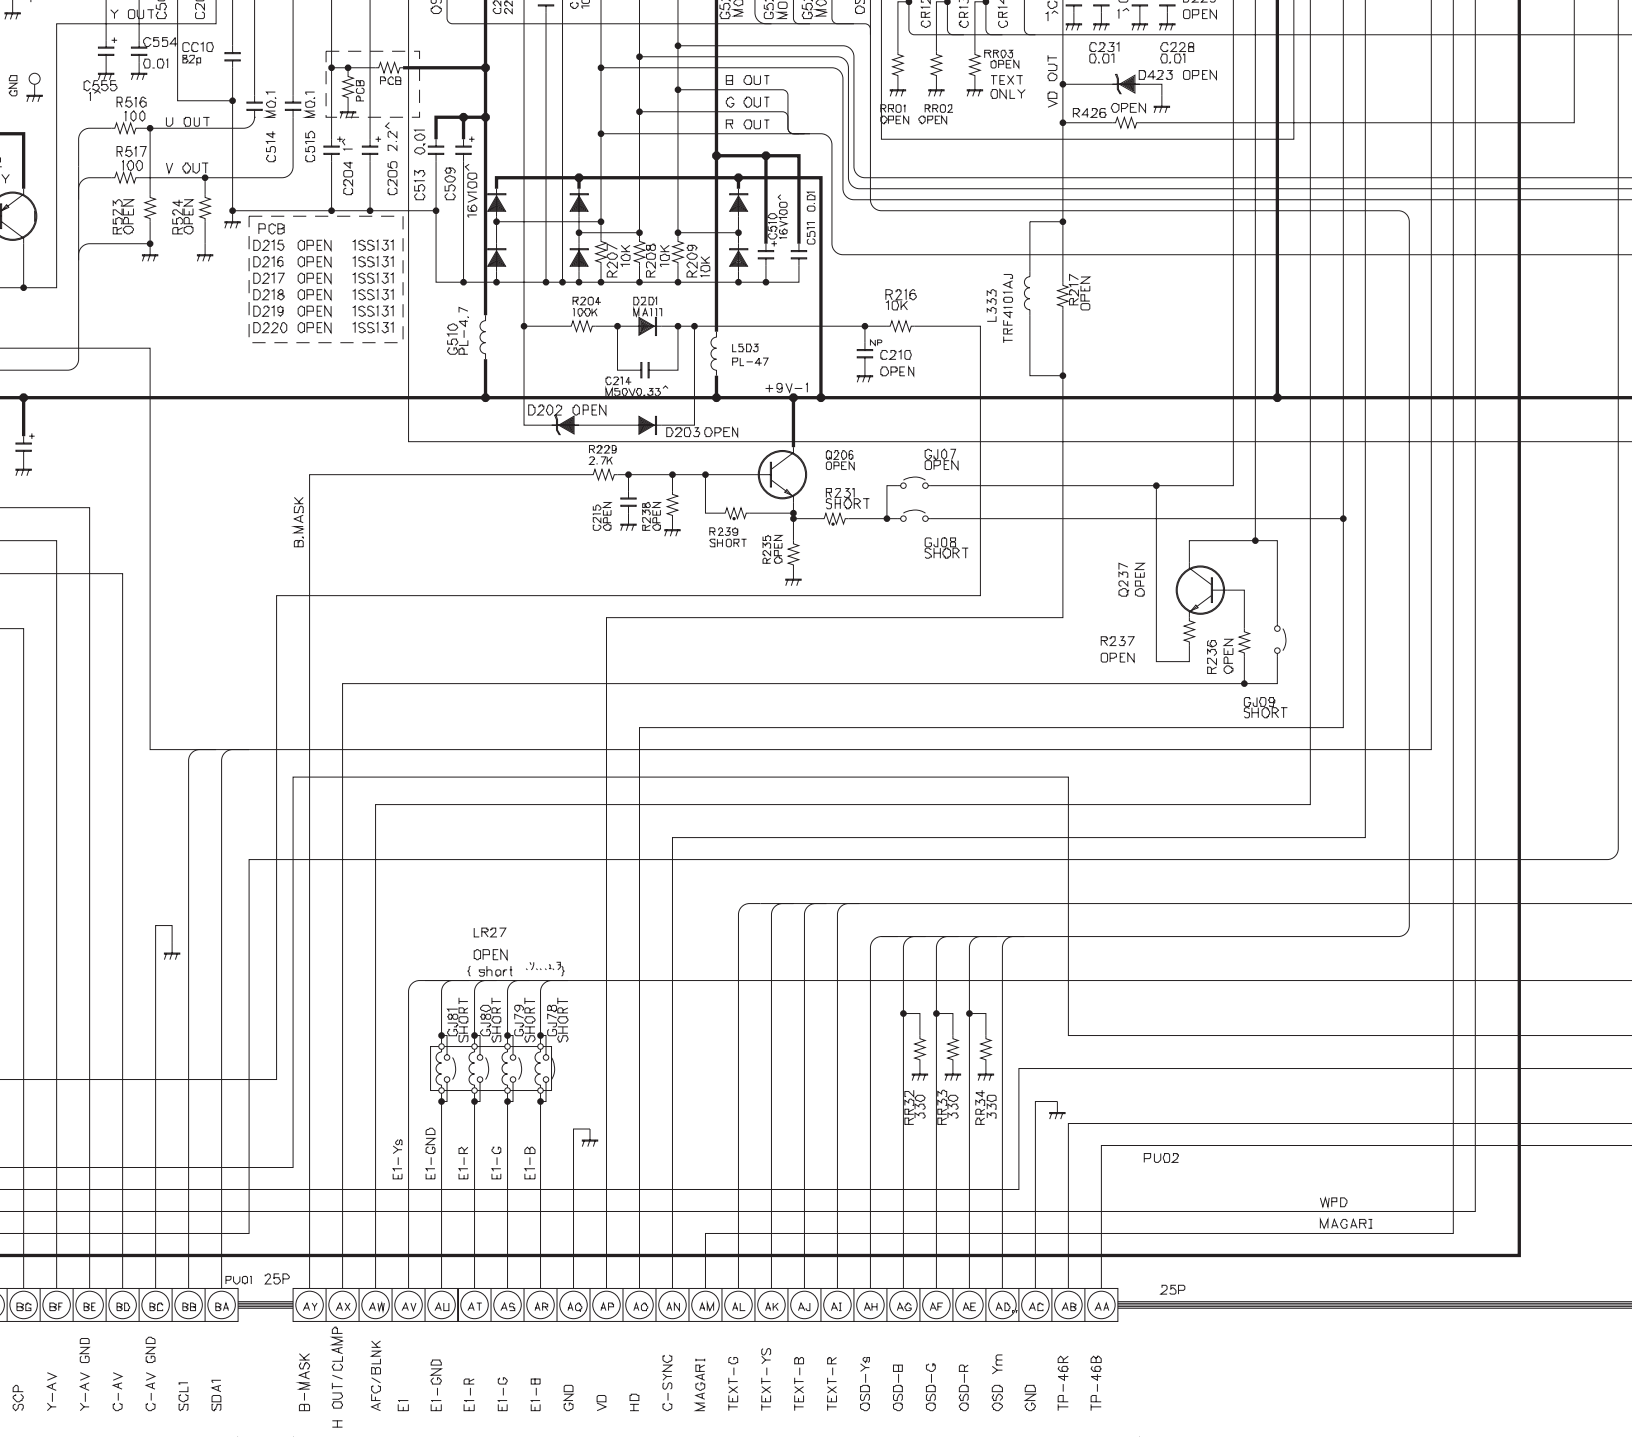 Y OUT
C554
0.01
CC10
82p
C555
1^
GND
R516
100
U OUT
R517
100
V OUT
R523
OPEN
R524
OPEN
C514 M0.1
C515 M0.1
PCB
PCB
C204 1^
C205 2.2^
C513 0.01
C509
16V100^
PCB
D215 OPEN 1SS131
D216 OPEN 1SS131
D217 OPEN 1SS131
D218 OPEN 1SS131
D219 OPEN 1SS131
D220 OPEN 1SS131
G510
PL-4.7
B OUT
G OUT
R OUT
R207
10K
R208
10K
R209
10K
C510
16V100^
C511 0.01
R204
100K
D201
MA111
C214
M50V0.33^
L503
PL-47
+9V-1
D202 OPEN
D203 OPEN
R216
10K
NP
C210
OPEN
L333
TRF4101AJ
R217
OPEN
RR01
OPEN
RR02
OPEN
RR03
OPEN
TEXT
ONLY
CR12
CR13
CR14
VD OUT
C231
0.01
C228
0.01
OPEN
D423 OPEN
R426 OPEN
B.MASK
R229
2.7K
C215
OPEN
R238
OPEN
R239
SHORT
R235
OPEN
Q206
OPEN
R231
SHORT
GJ07
OPEN
GJ08
SHORT
Q237
OPEN
R237
OPEN
R236
OPEN
GJ09
SHORT
LR27
OPEN
{ short
GJ81
SHORT
GJ80
SHORT
GJ79
SHORT
GJ78
SHORT
E1-Ys
E1-GND
E1-R
E1-G
E1-B
RR32
330
RR33
330
RR34
330
PU02
WPD
MAGARI
PU01 25P
25P
BG BF BE BD BC BB BA AY AX AW AV AU AT AS AR AQ AP AO AN AM AL AK AJ AI AH AG AF AE AD AC AB AA
SCP
Y-AV
Y-AV GND
C-AV
C-AV GND
SCL1
SDA1
B-MASK
H OUT/CLAMP
AFC/BLNK
E1
E1-GND
E1-R
E1-G
E1-B
GND
VD
HD
C-SYNC
MAGARI
TEXT-G
TEXT-YS
TEXT-B
TEXT-R
OSD-Ys
OSD-B
OSD-G
OSD-R
OSD Ym
GND
TP-46R
TP-46B